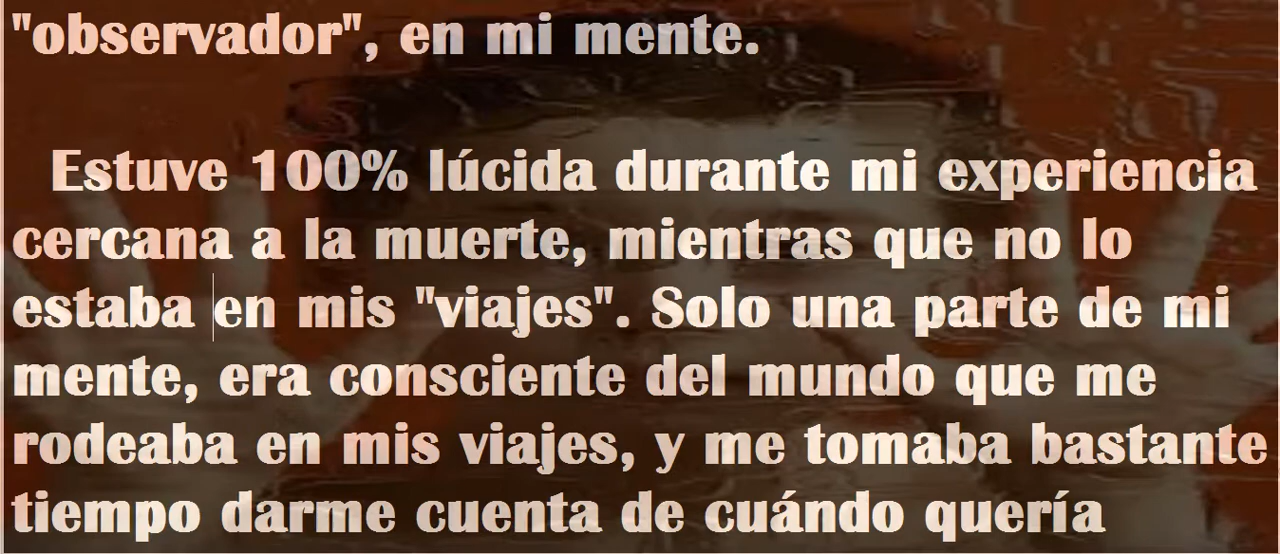 "observador", en mi mente.
Estuve 100% lúcida durante mi experiencia
cercana a la muerte, mientras que no lo
estaba en mis "viajes". Solo una parte de mi
mente, era consciente del mundo que me
rodeaba en mis viajes, y me tomaba bastante
tiempo darme cuenta de cuándo quería